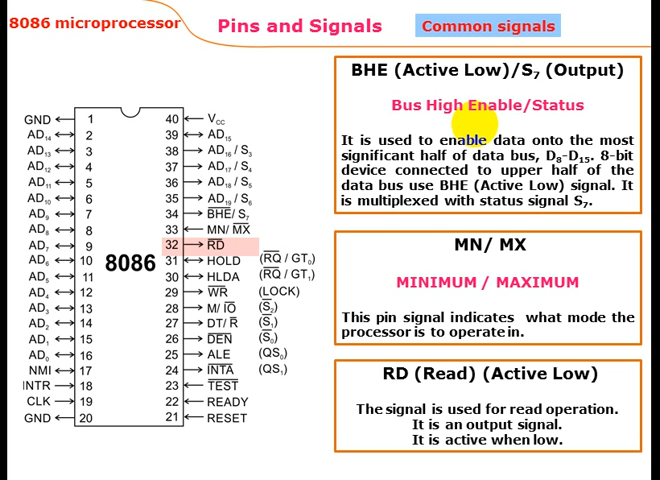 8086 microprocessor
Pins and Signals
Common signals
GND 1 40 VCC
AD14 2 39 AD15
AD13 3 38 AD16 / S3
AD12 4 37 AD17 / S4
AD11 5 36 AD18 / S5
AD10 6 35 AD19 / S6
AD9 7 34 BHE/ S7
AD8 8 33 MN/ MX
AD7 9 32 RD
AD6 10 31 HOLD (RQ / GT0)
AD5 11 30 HLDA (RQ / GT1)
AD4 12 29 WR (LOCK)
AD3 13 28 M/ IO (S2)
AD2 14 27 DT/ R (S1)
AD1 15 26 DEN (S0)
AD0 16 25 ALE (QS0)
NMI 17 24 INTA (QS1)
INTR 18 23 TEST
CLK 19 22 READY
GND 20 21 RESET
8086
BHE (Active Low)/S7 (Output)
Bus High Enable/Status
It is used to enable data onto the most
significant half of data bus, D8-D15. 8-bit
device connected to upper half of the
data bus use BHE (Active Low) signal. It
is multiplexed with status signal S7.
MN/ MX
MINIMUM / MAXIMUM
This pin signal indicates what mode the
processor is to operate in.
RD (Read) (Active Low)
The signal is used for read operation.
It is an output signal.
It is active when low.